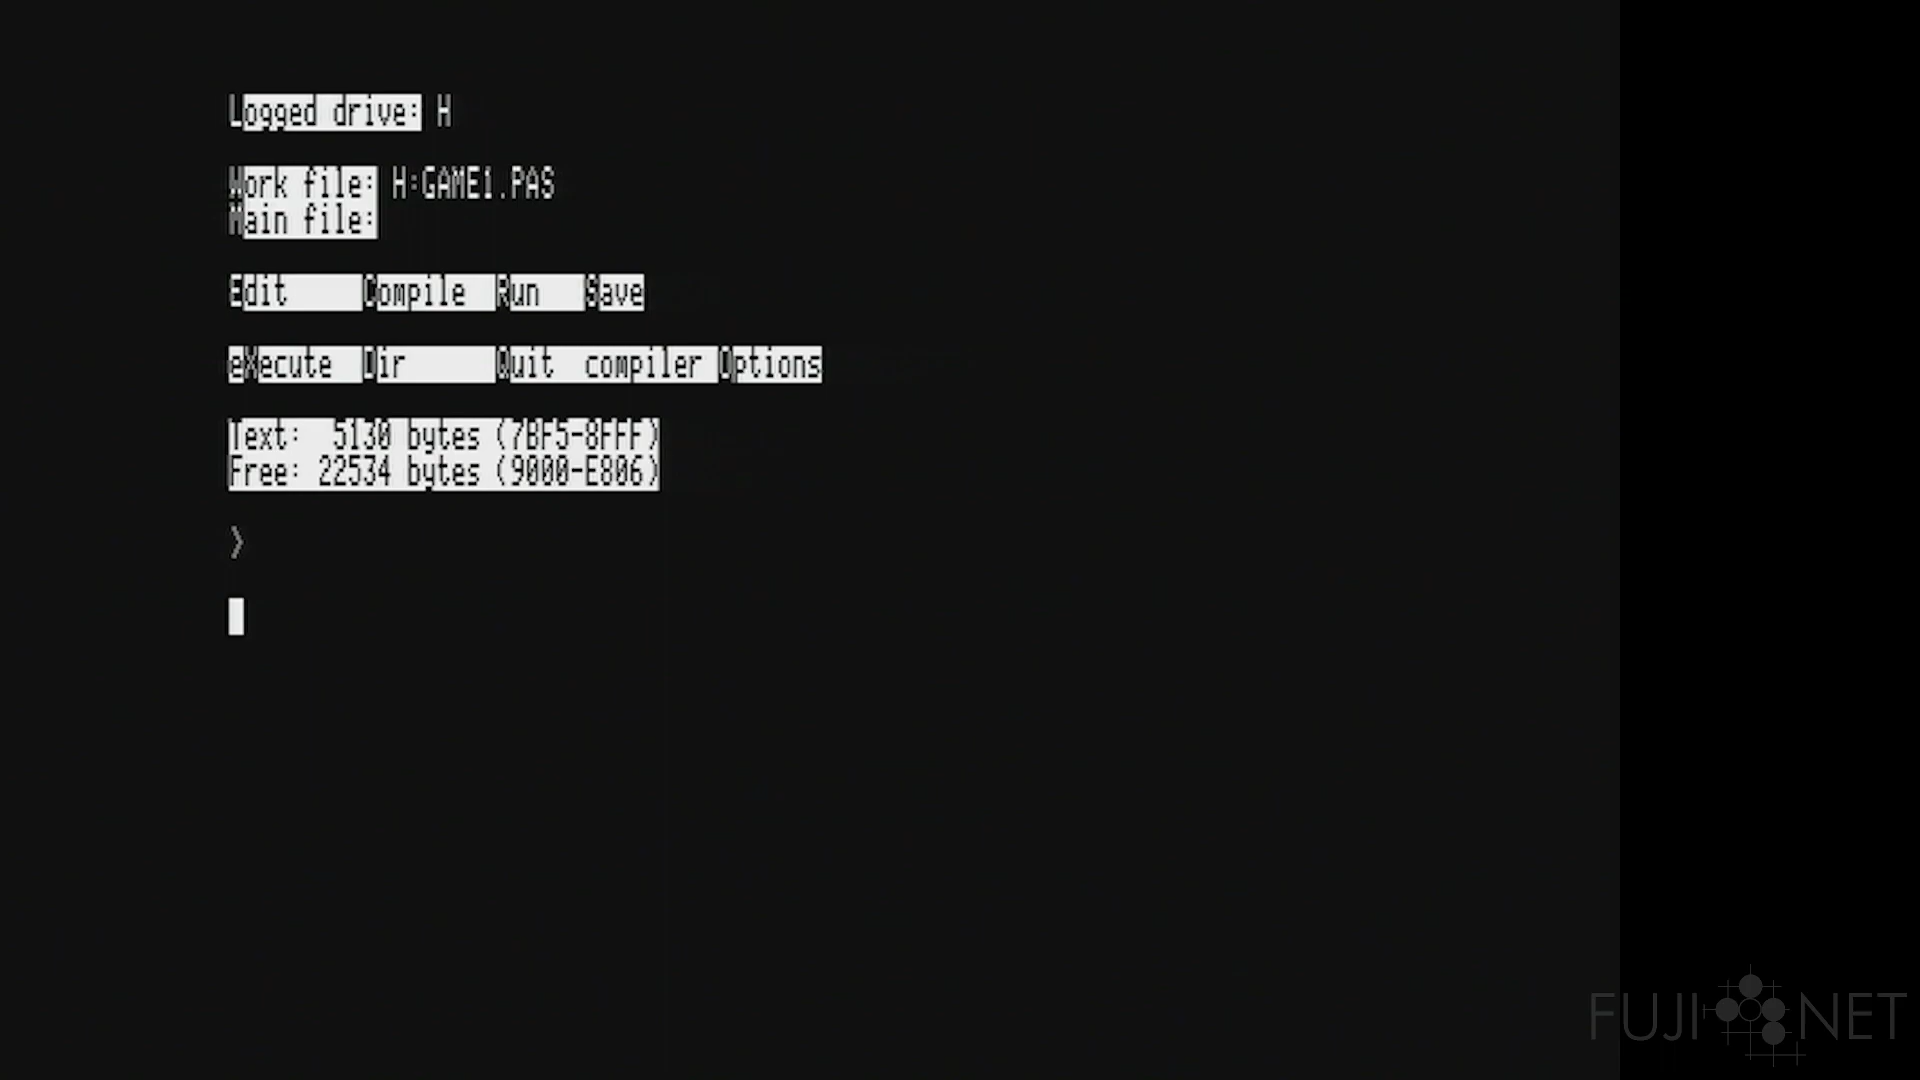 Logged drive: H
Work file: H:GAME1.PAS
Main file:
Edit Compile Run Save
eXecute Dir Quit compiler Options
Text: 5130 bytes (7BF5-8FFF)
Free: 22534 bytes (9000-E806)
>
FUJINET